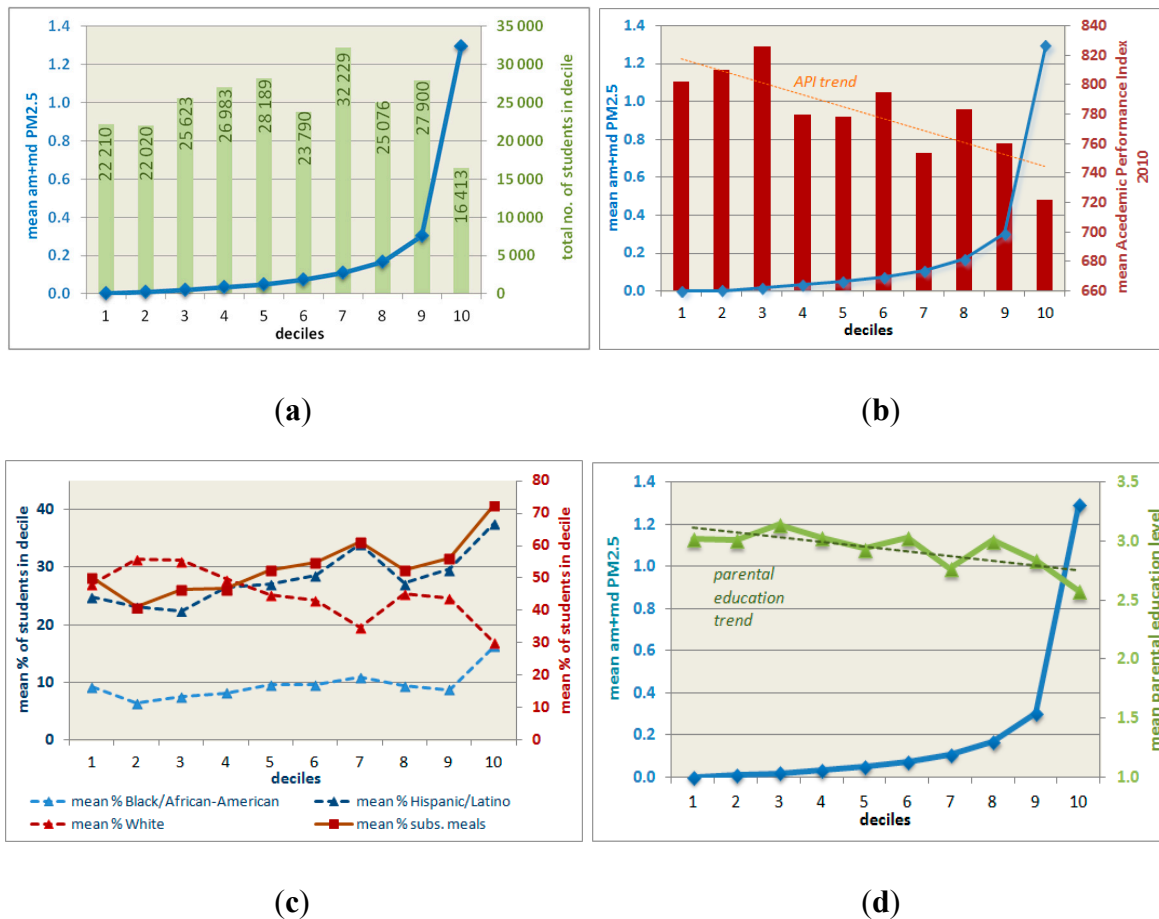 mean am+md PM2.5
1.4
1.2
1.0
0.8
0.6
0.4
0.2
0.0
22 210
22 020
25 623
26 983
28 189
23 790
32 229
25 076
27 900
16 413
35 000
30 000
25 000
20 000
15 000
10 000
5 000
0
total no. of students in decile
1 2 3 4 5 6 7 8 9 10
deciles
(a)
mean am+md PM2.5
1.4
1.2
1.0
0.8
0.6
0.4
0.2
0.0
API trend
840
820
800
780
760
740
720
700
680
660
mean Acedemic Performance Index
2010
1 2 3 4 5 6 7 8 9 10
deciles
(b)
mean % of students in decile
40
30
20
10
0
80
70
60
50
40
30
20
10
0
mean % of students in decile
1 2 3 4 5 6 7 8 9 10
deciles
mean % Black/African-American
mean % Hispanic/Latino
mean % White
mean % subs. meals
(c)
mean am+md PM2.5
1.4
1.2
1.0
0.8
0.6
0.4
0.2
0.0
parental
education
trend
3.5
3.0
2.5
2.0
1.5
1.0
mean parental education level
1 2 3 4 5 6 7 8 9 10
deciles
(d)